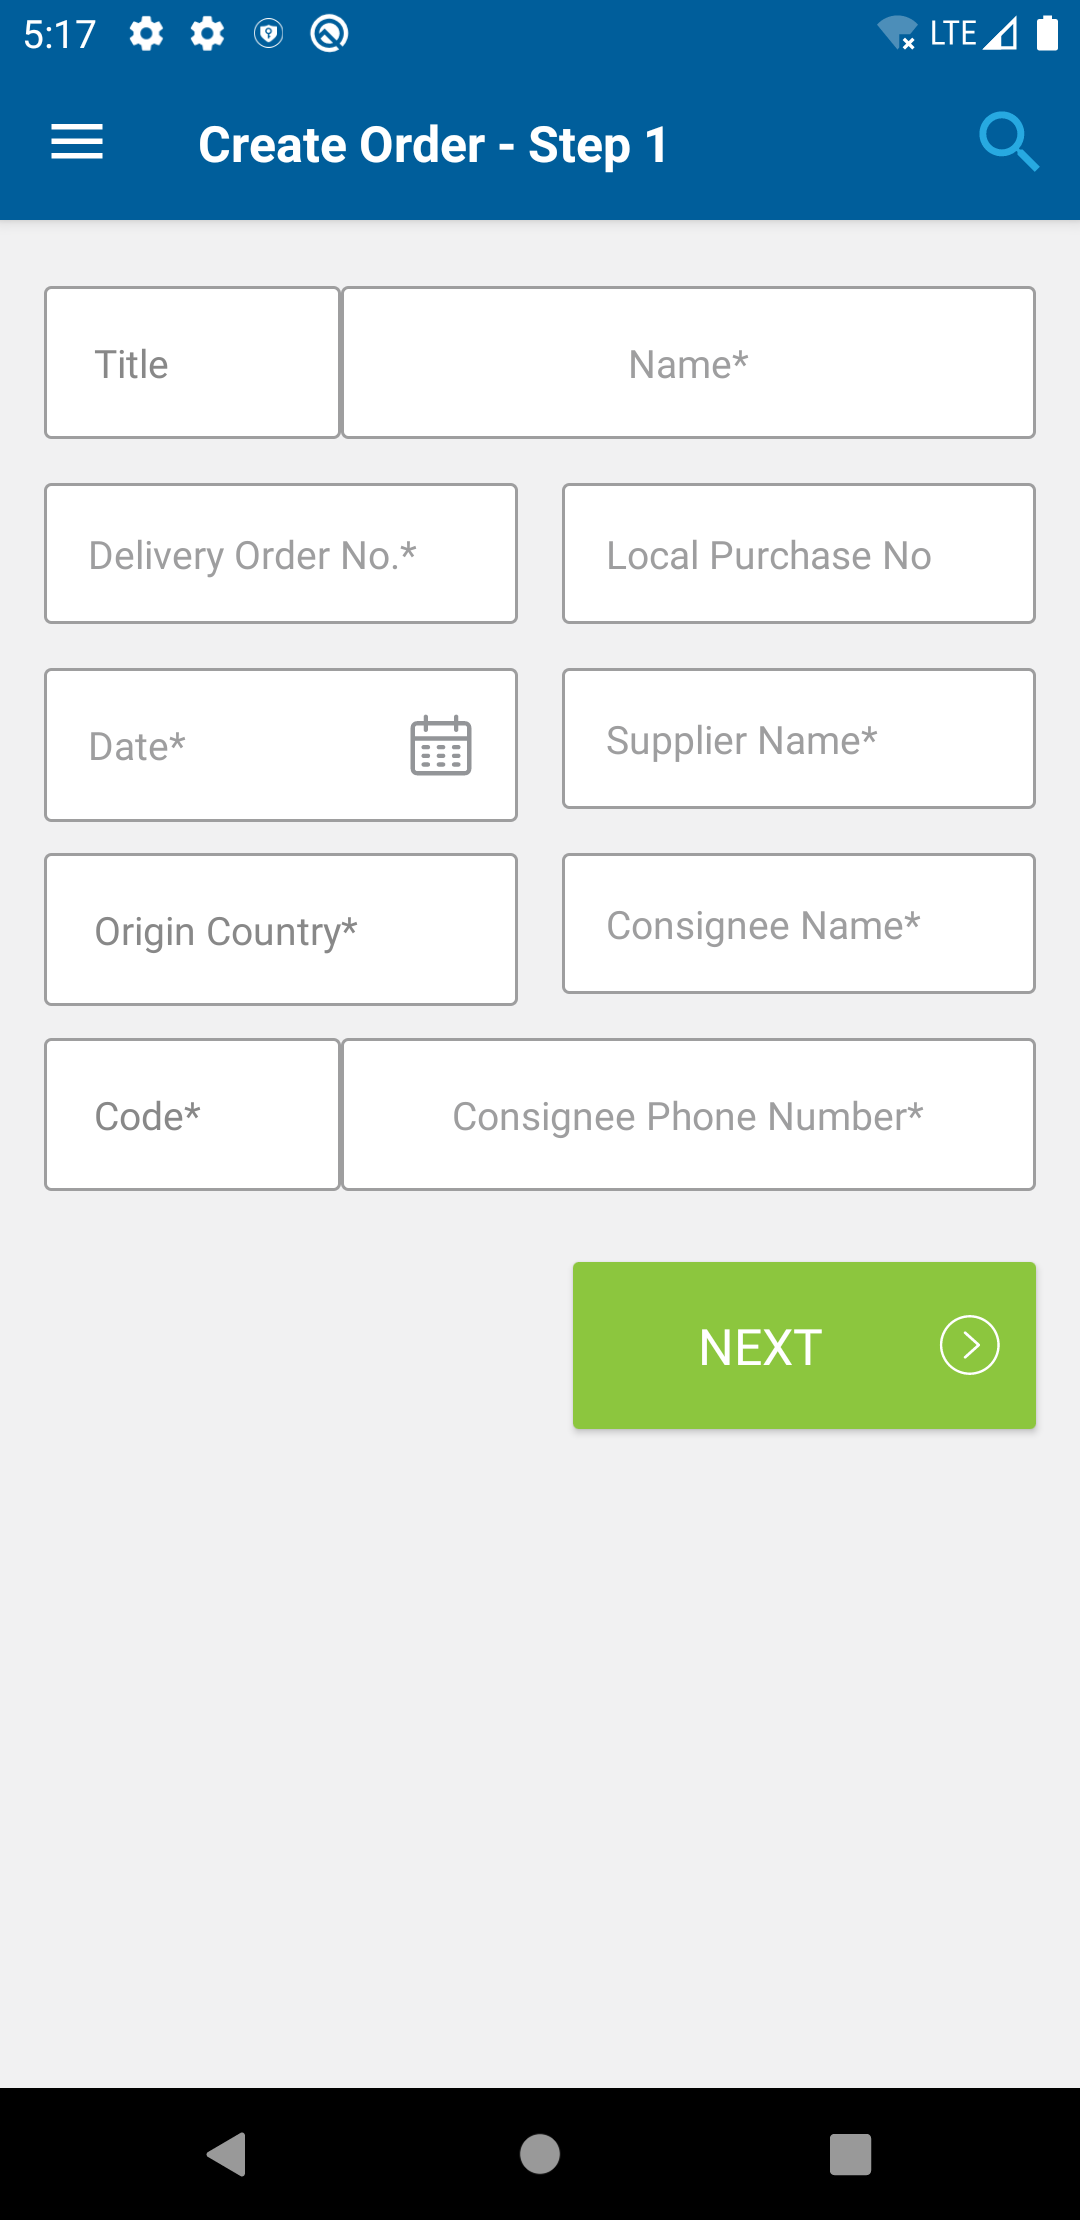 5:17 LTE
Create Order - Step 1
Title Name*
Delivery Order No.* Local Purchase No
Date* Supplier Name*
Origin Country* Consignee Name*
Code* Consignee Phone Number*
NEXT